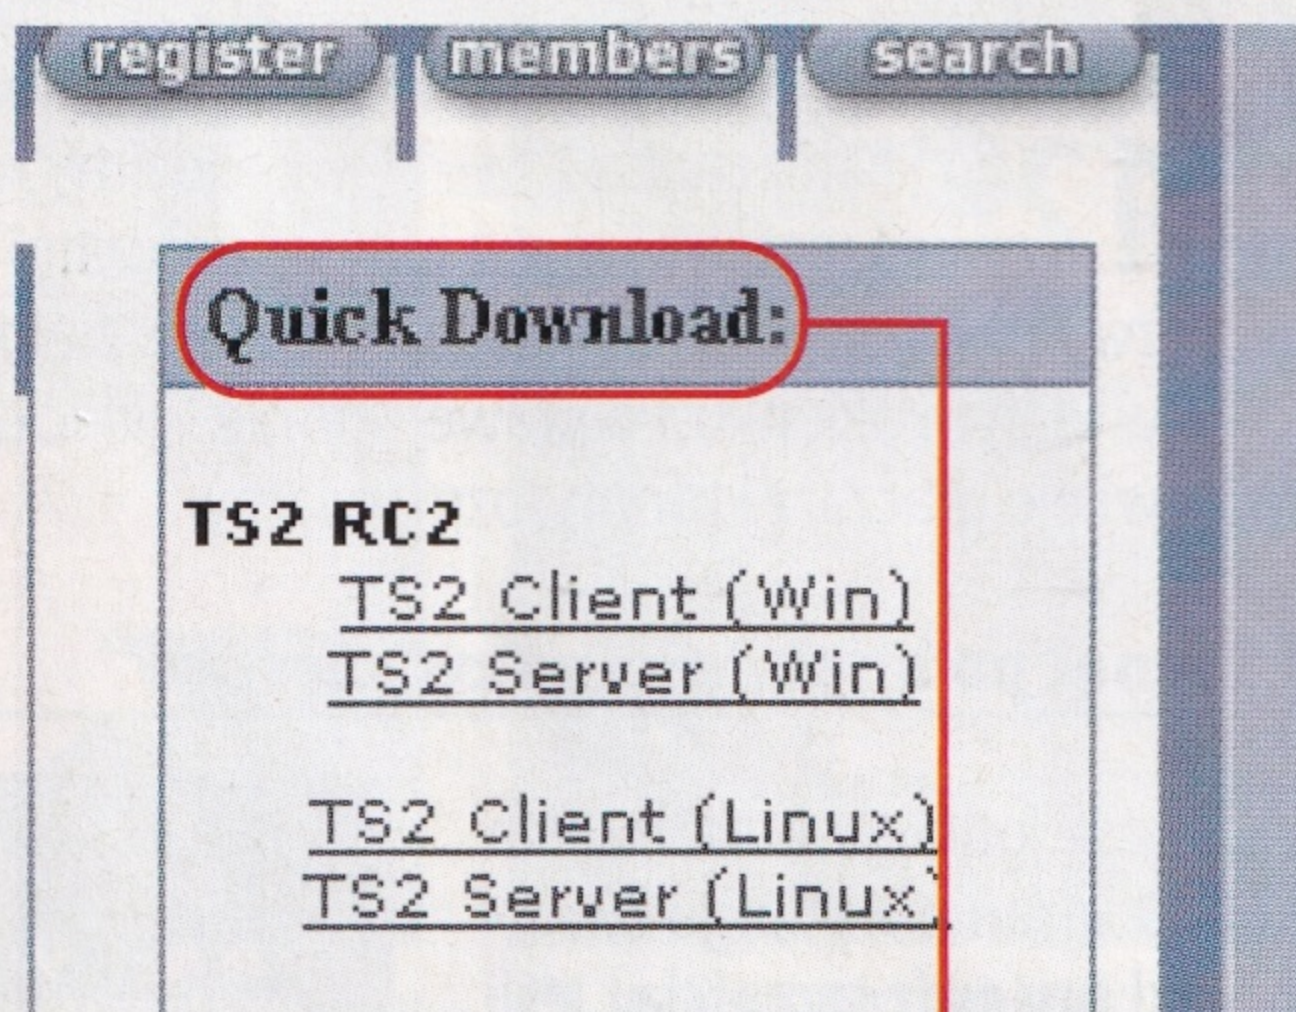 register members search
Quick Download:
TS2 RC2
TS2 Client (Win)
TS2 Server (Win)
TS2 Client (Linux)
TS2 Server (Linux)